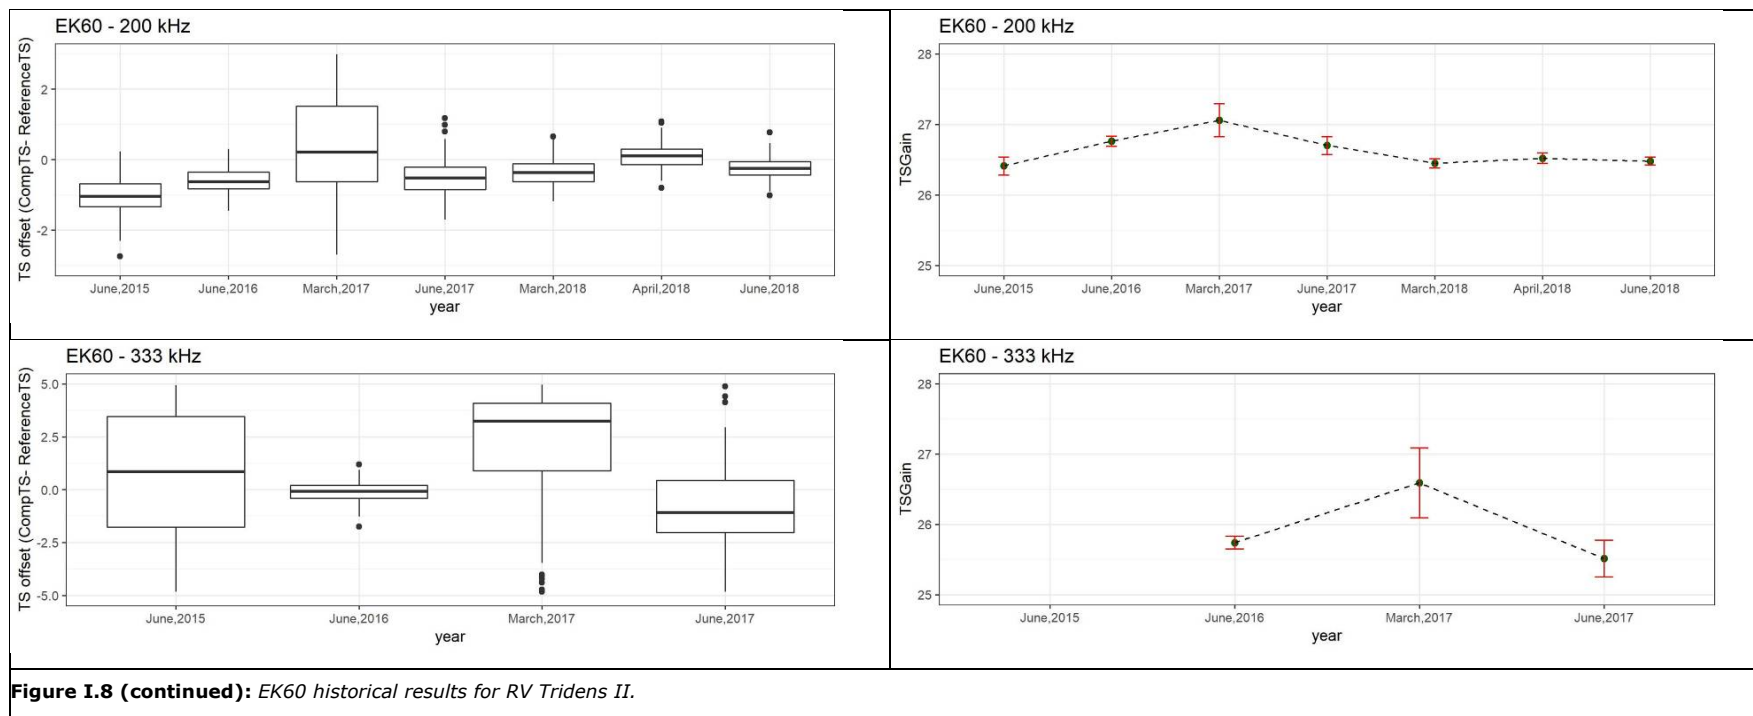 EK60 - 200 kHz
TS offset (CompTS- ReferenceTS)
2
0
-2
June,2015 June,2016 March,2017 June,2017 March,2018 April,2018 June,2018
year
EK60 - 200 kHz
TSGain
28
27
26
25
June,2015 June,2016 March,2017 June,2017 March,2018 April,2018 June,2018
year
EK60 - 333 kHz
TS offset (CompTS- ReferenceTS)
5.0
2.5
0.0
-2.5
-5.0
June,2015 June,2016 March,2017 June,2017
year
EK60 - 333 kHz
TSGain
28
27
26
25
June,2015 June,2016 March,2017 June,2017
year
Figure I.8 (continued): EK60 historical results for RV Tridens II.